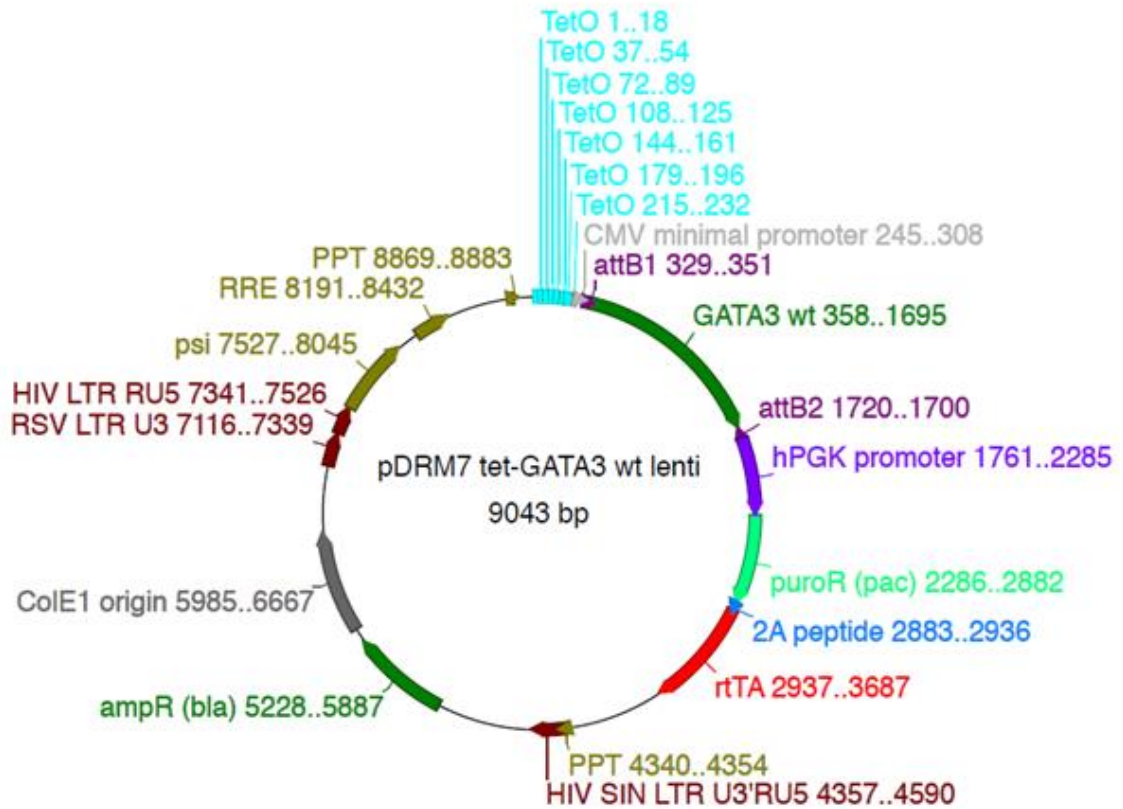 TetO 1..18
TetO 37..54
TetO 72..89
TetO 108..125
TetO 144..161
TetO 179..196
TetO 215..232
CMV minimal promoter 245..308
PPT 8869..8883
attB1 329..351
RRE 8191..8432
GATA3 wt 358..1695
psi 7527..8045
HIV LTR RU5 7341..7526
attB2 1720..1700
RSV LTR U3 7116..7339
hPGK promoter 1761..2285
pDRM7 tet-GATA3 wt lenti
9043 bp
puroR (pac) 2286..2882
ColE1 origin 5985..6667
2A peptide 2883..2936
rtTA 2937..3687
ampR (bla) 5228..5887
PPT 4340..4354
HIV SIN LTR U3'RU5 4357..4590